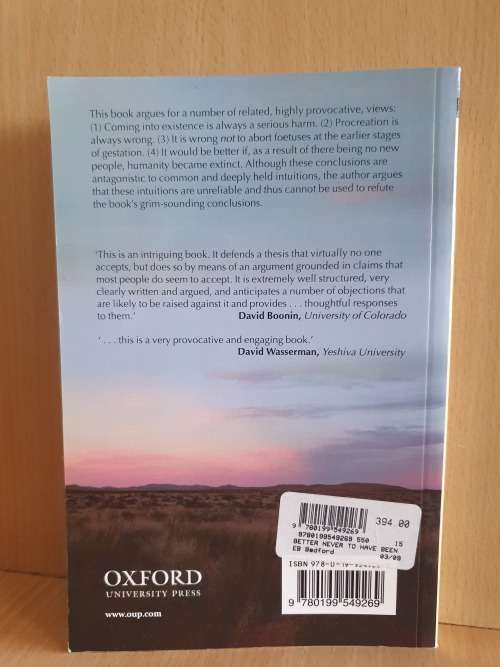 This book argues for a number of related, highly provocative, views:
(1) Coming into existence is always a serious harm. (2) Procreation is
always wrong. (3) It is wrong not to abort foetuses at the earlier stages
of gestation. (4) It would be better if, as a result of there being no new
people, humanity became extinct. Although these conclusions are
antagonistic to common and deeply held intuitions, the author argues
that these intuitions are unreliable and thus cannot be used to refute
the book's grim-sounding conclusions.
'This is an intriguing book. It defends a thesis that virtually no one
accepts, but does so by means of an argument grounded in claims that
most people do seem to accept. It is extremely well structured, very
clearly written and argued, and anticipates a number of objections that
are likely to be raised against it and provides . . . thoughtful responses
to them.' David Boonin, University of Colorado
' . . . this is a very provocative and engaging book.'
David Wasserman, Yeshiva University
9 780199 549269
394.00
9780199549269 550 15
BETTER NEVER TO HAVE BEEN
EB Bedford 03/09
OXFORD
UNIVERSITY PRESS
www.oup.com
ISBN 978-0-19-
9 780199 549269